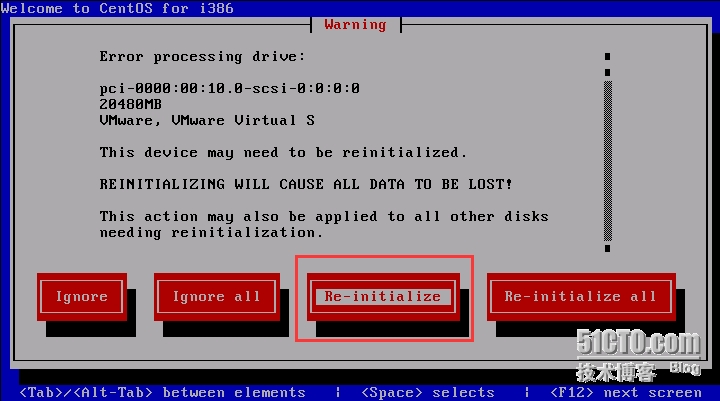 Welcome to CentOS for i386
Warning
Error processing drive:
pci-0000:00:10.0-scsi-0:0:0:0
20480MB
VMware, VMware Virtual S
This device may need to be reinitialized.
REINITIALIZING WILL CAUSE ALL DATA TO BE LOST!
This action may also be applied to all other disks
needing reinitialization.
Ignore Ignore all Re-initialize Re-initialize all
51CTO.com
技术博客 Blog
<Tab>/<Alt-Tab> between elements | <Space> selects | <F12> next screen